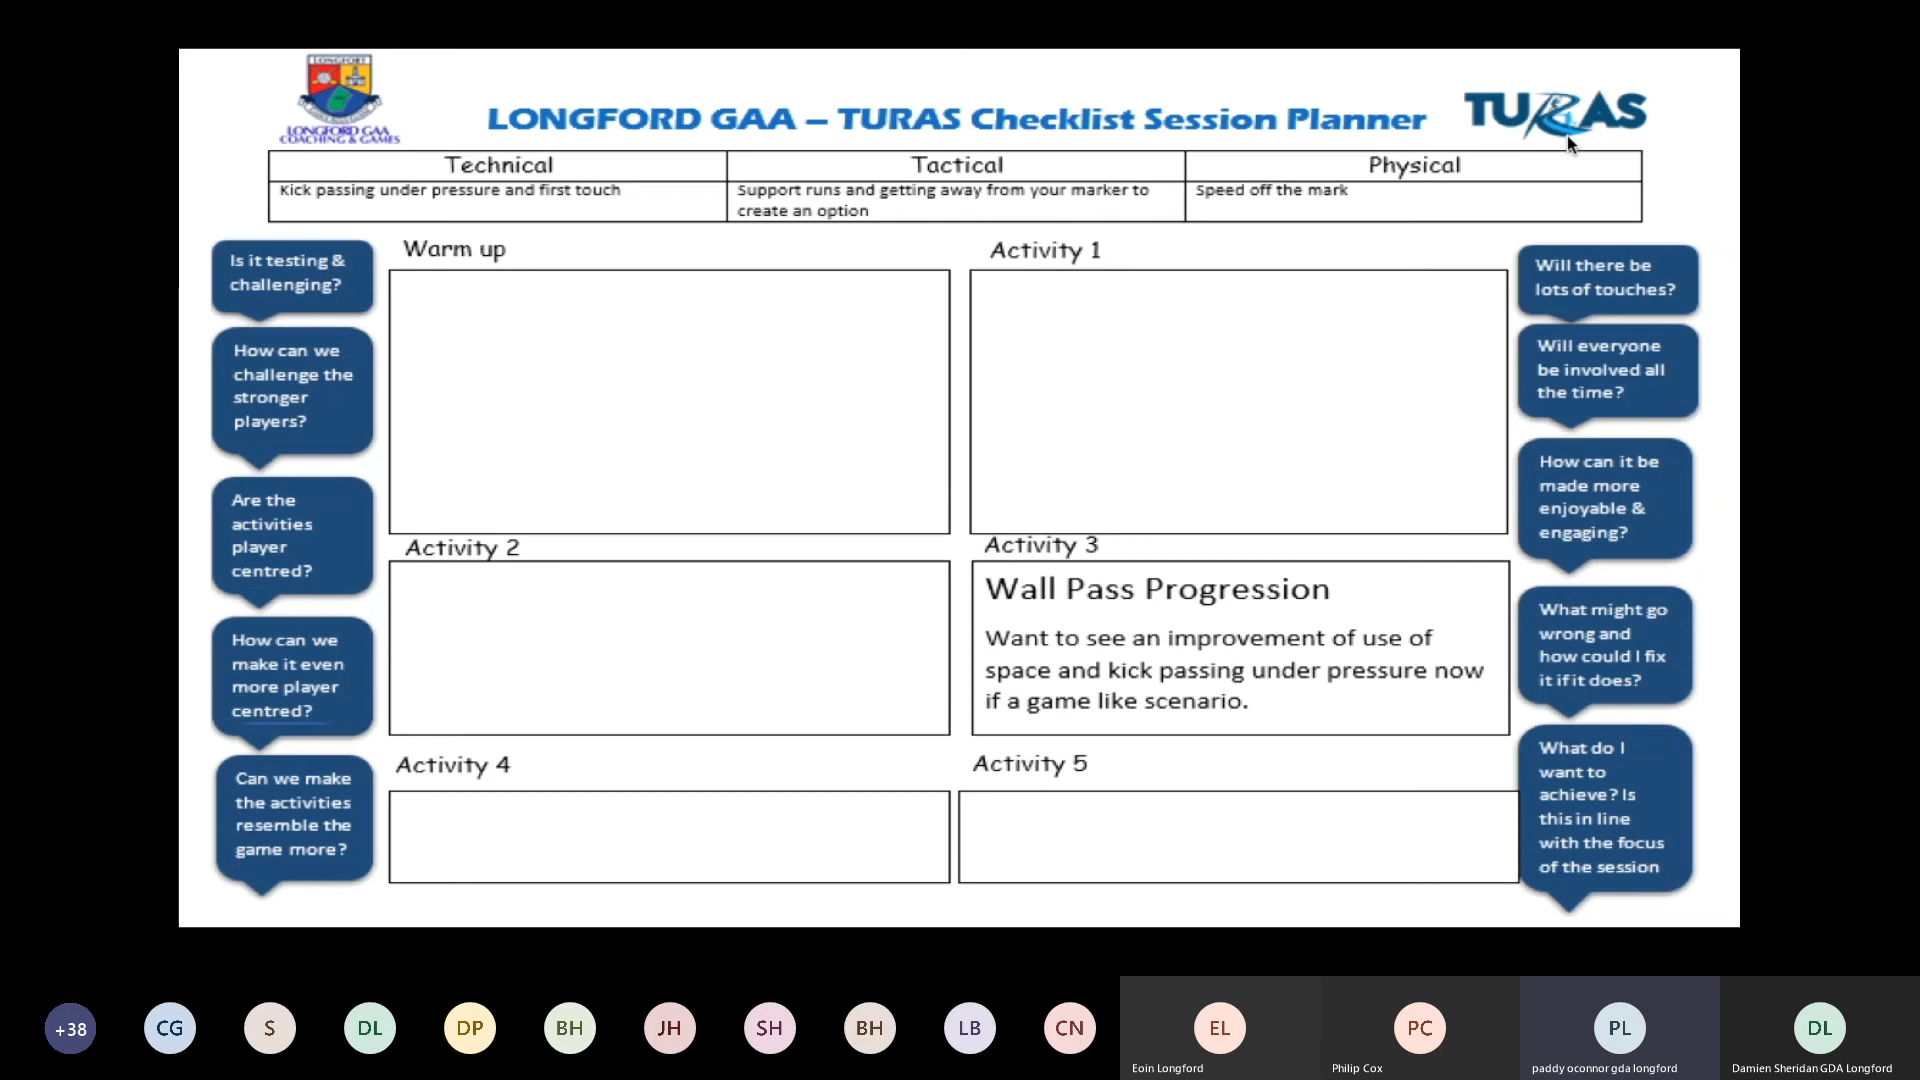 LONGFORD
LONGFORD GAA
COACHING & GAMES
LONGFORD GAA – TURAS Checklist Session Planner
TURAS
Technical
Tactical
Physical
Kick passing under pressure and first touch
Support runs and getting away from your marker to
create an option
Speed off the mark
Is it testing &
challenging?
How can we
challenge the
stronger
players?
Are the
activities
player
centred?
How can we
make it even
more player
centred?
Can we make
the activities
resemble the
game more?
Warm up
Activity 1
Activity 2
Activity 3
Wall Pass Progression
Want to see an improvement of use of
space and kick passing under pressure now
if a game like scenario.
Activity 4
Activity 5
Will there be
lots of touches?
Will everyone
be involved all
the time?
How can it be
made more
enjoyable &
engaging?
What might go
wrong and
how could I fix
it if it does?
What do I
want to
achieve? Is
this in line
with the focus
of the session
+38
CG
S
DL
DP
BH
JH
SH
BH
LB
CN
EL
Eoin Longford
PC
Philip Cox
PL
paddy oconnor gda longford
DL
Damien Sheridan GDA Longford